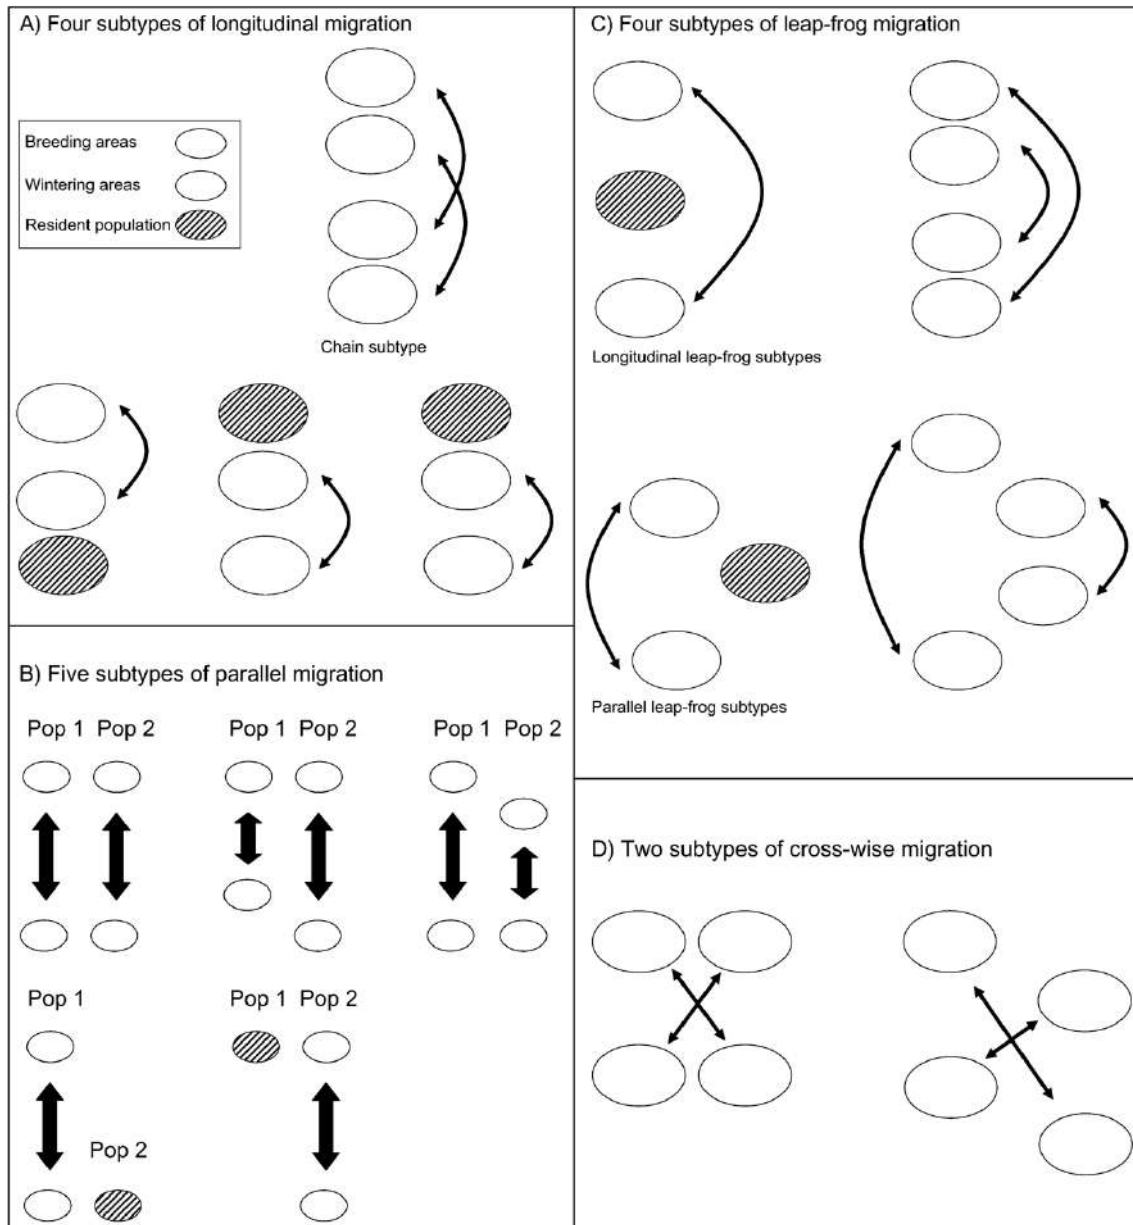 A) Four subtypes of longitudinal migration
Breeding areas
Wintering areas
Resident population
Chain subtype
B) Five subtypes of parallel migration
Pop 1 Pop 2
Pop 1 Pop 2
Pop 1 Pop 2
Pop 1
Pop 2
Pop 1 Pop 2
C) Four subtypes of leap-frog migration
Longitudinal leap-frog subtypes
Parallel leap-frog subtypes
D) Two subtypes of cross-wise migration